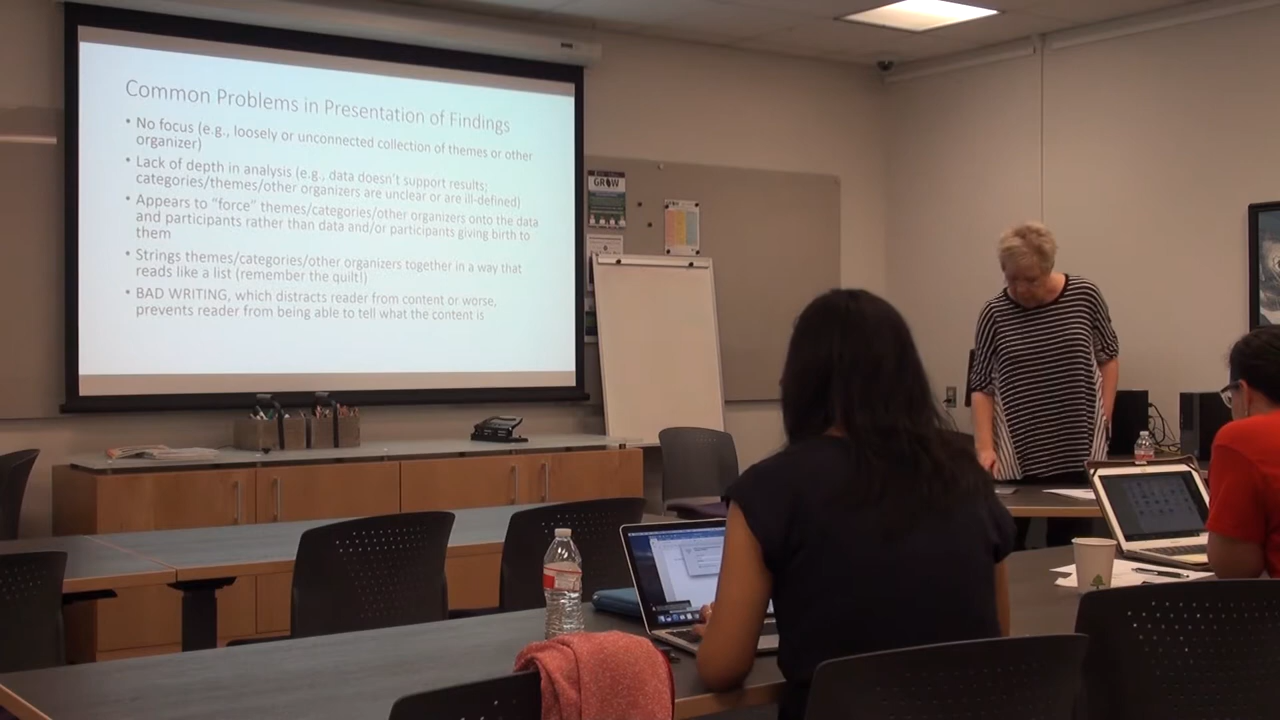 Common Problems in Presentation of Findings
• No focus (e.g., loosely or unconnected collection of themes or other
organizer)
• Lack of depth in analysis (e.g., data doesn't support results;
categories/themes/other organizers are unclear or are ill-defined)
• Appears to "force" themes/categories/other organizers onto the data
and participants rather than data and/or participants giving birth to
them
• Strings themes/categories/other organizers together in a way that
reads like a list (remember the quilt!)
• BAD WRITING, which distracts reader from content or worse,
prevents reader from being able to tell what the content is
GROW